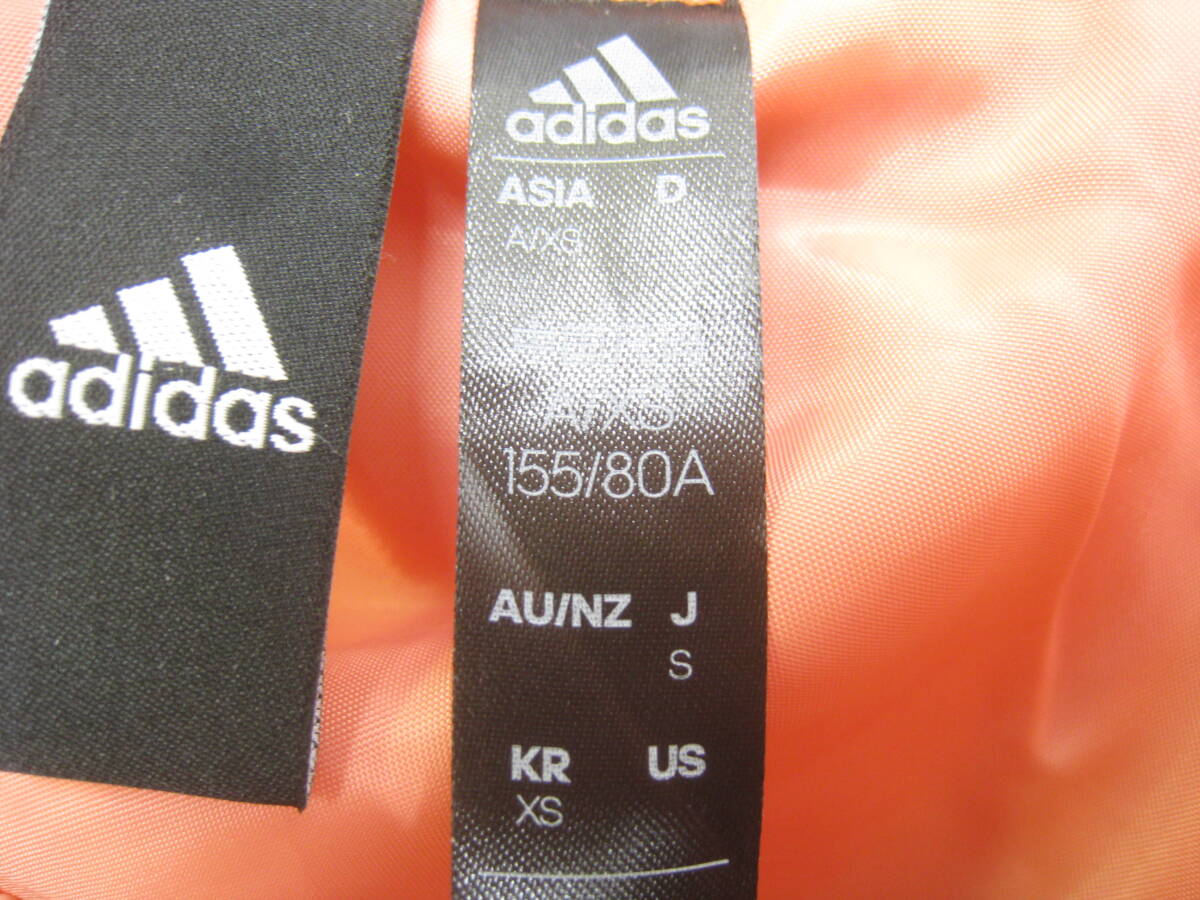 adidas
adidas
ASIA D
A/XS
A/XS
155/80A
AU/NZ J
S
KR US
XS